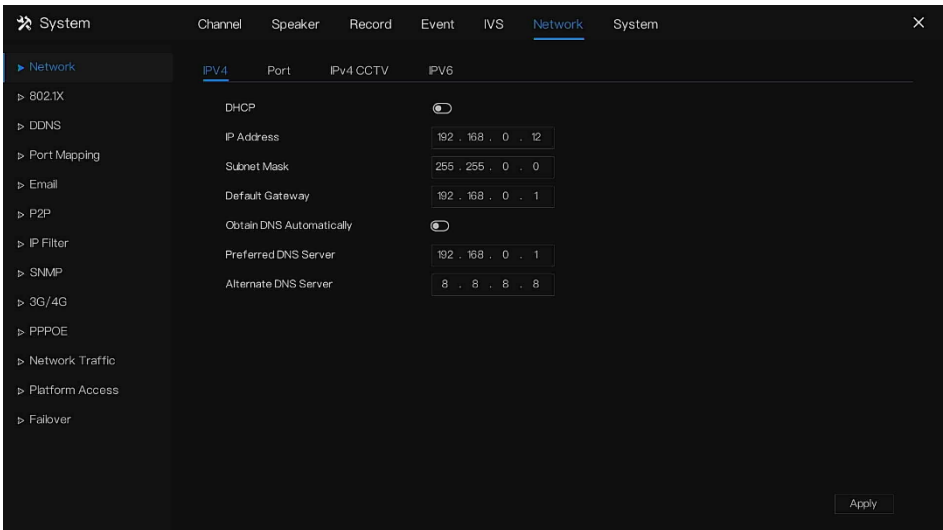 System Channel Speaker Record Event IVS Network System
Network
802.1X
DDNS
Port Mapping
Email
P2P
IP Filter
SNMP
3G/4G
PPPOE
Network Traffic
Platform Access
Failover
IPV4 Port IPv4 CCTV IPV6
DHCP
IP Address 192 . 168 . 0 . 12
Subnet Mask 255 . 255 . 0 . 0
Default Gateway 192 . 168 . 0 . 1
Obtain DNS Automatically
Preferred DNS Server 192 . 168 . 0 . 1
Alternate DNS Server 8 . 8 . 8 . 8
Apply